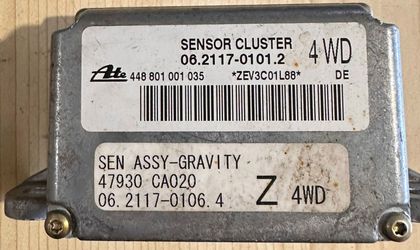 SENSOR CLUSTER 4WD
06.2117-0101.2
Ate 448 801 001 035 *ZEV3C01L88* DE
SEN ASSY-GRAVITY
47930 CA020
06.2117-0106.4 Z 4WD